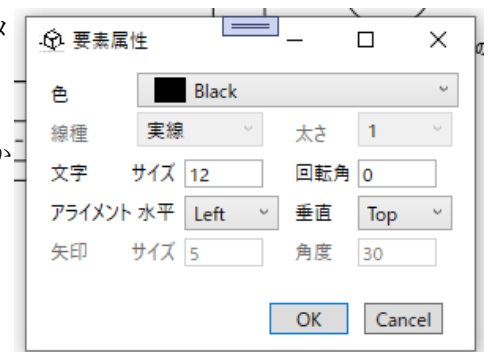 要素属性
色 Black
線種 実線 太さ 1
文字 サイズ 12 回転角 0
アライメント 水平 Left 垂直 Top
矢印 サイズ 5 角度 30
OK Cancel